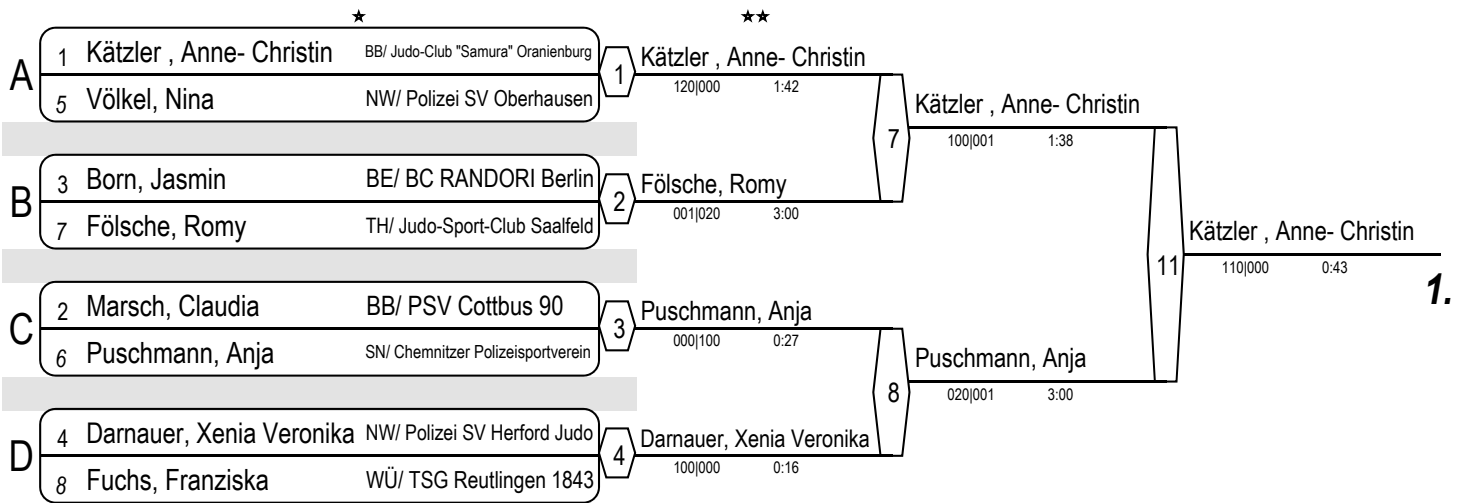 ★ ★★
A
1 Kätzler , Anne- Christin BB/ Judo-Club "Samura" Oranienburg
5 Völkel, Nina NW/ Polizei SV Oberhausen
1
Kätzler , Anne- Christin
120|000 1:42
B
3 Born, Jasmin BE/ BC RANDORI Berlin
7 Fölsche, Romy TH/ Judo-Sport-Club Saalfeld
2
Fölsche, Romy
001|020 3:00
7
Kätzler , Anne- Christin
100|001 1:38
C
2 Marsch, Claudia BB/ PSV Cottbus 90
6 Puschmann, Anja SN/ Chemnitzer Polizeisportverein
3
Puschmann, Anja
000|100 0:27
D
4 Darnauer, Xenia Veronika NW/ Polizei SV Herford Judo
8 Fuchs, Franziska WÜ/ TSG Reutlingen 1843
4
Darnauer, Xenia Veronika
100|000 0:16
8
Puschmann, Anja
020|001 3:00
11
Kätzler , Anne- Christin
110|000 0:43
1.